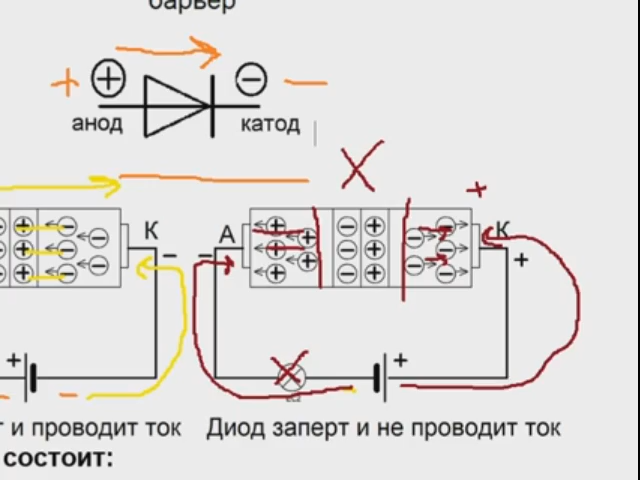 барьер
+ + − −
анод катод
+
К А К
− − +
+ +
т и проводит ток Диод заперт и не проводит ток
состоит: